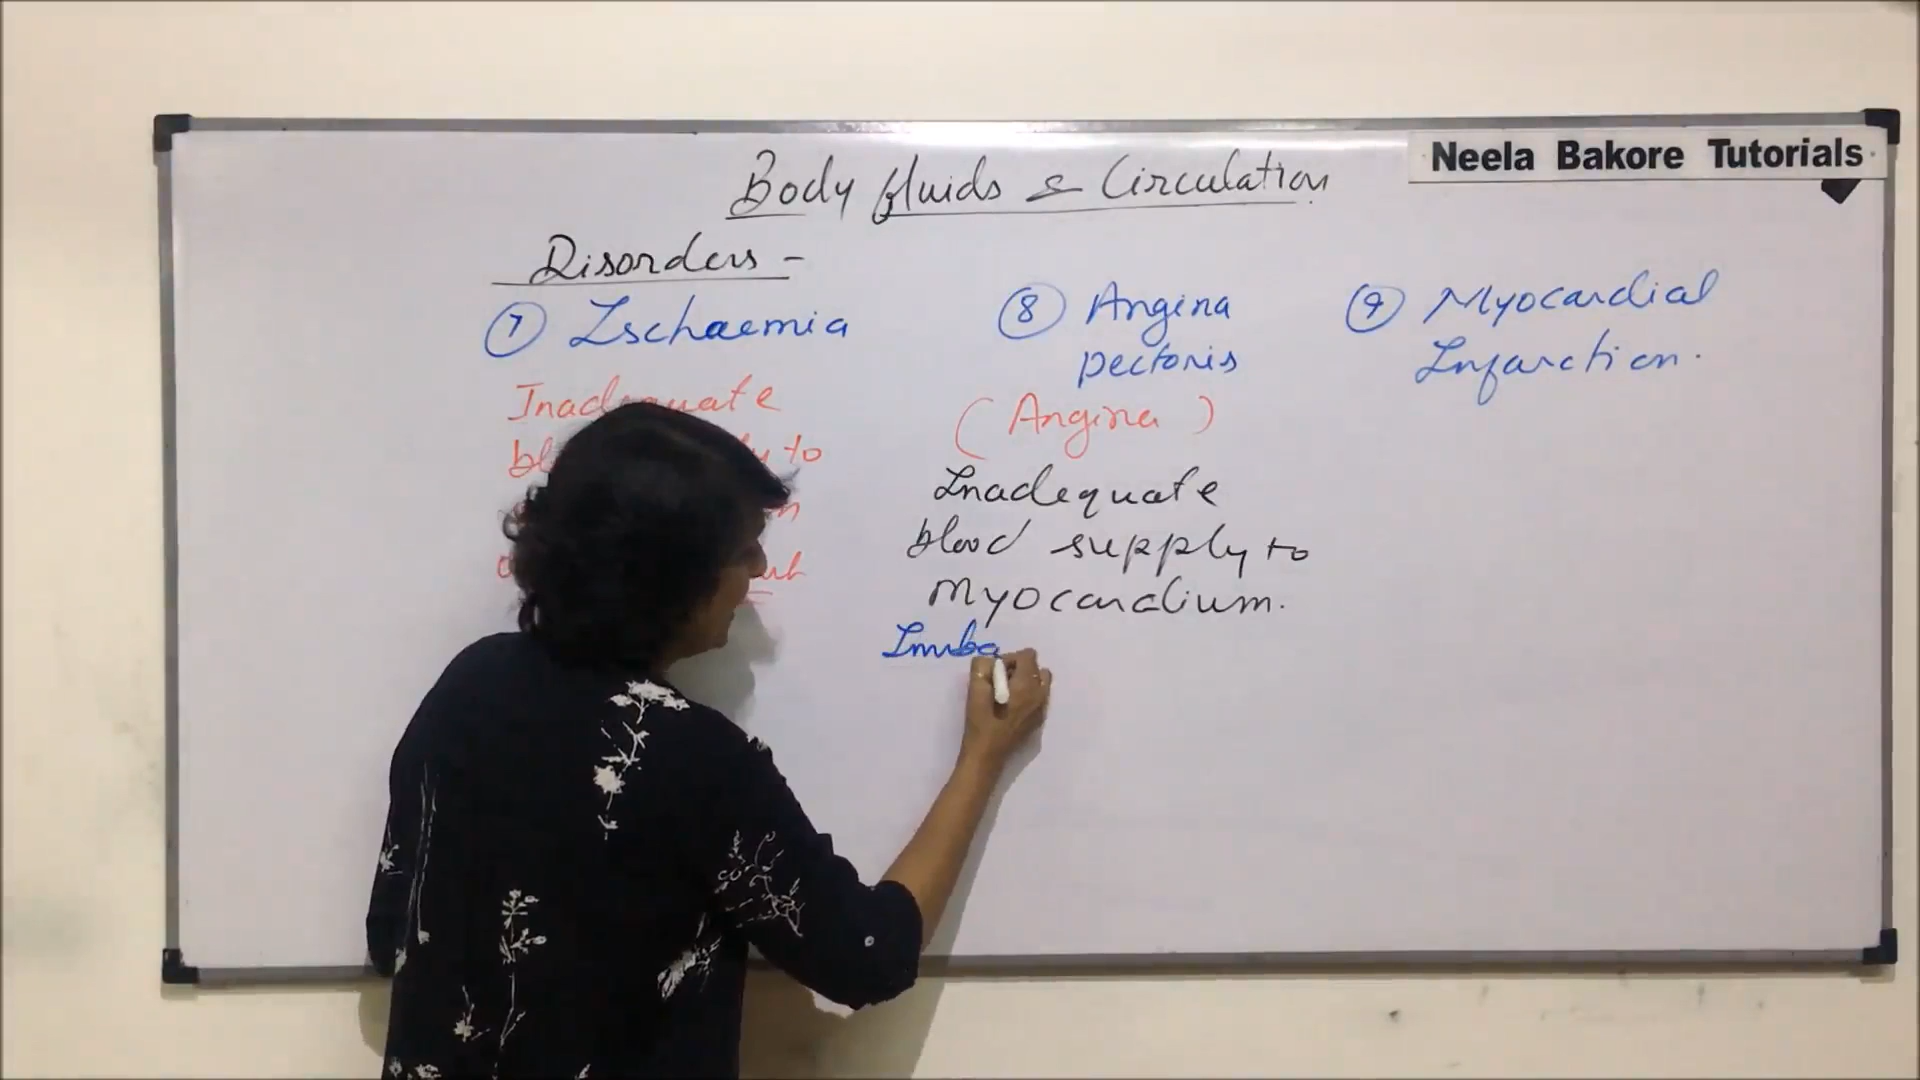 Neela Bakore Tutorials
Body fluids & Circulation
Disorders -
7 Ischaemia
Inadequate
to
8 Angina
pectoris
(Angina)
Inadequate
blood supply to
Myocardium.
Imba
9 Myocardial
Infarction.